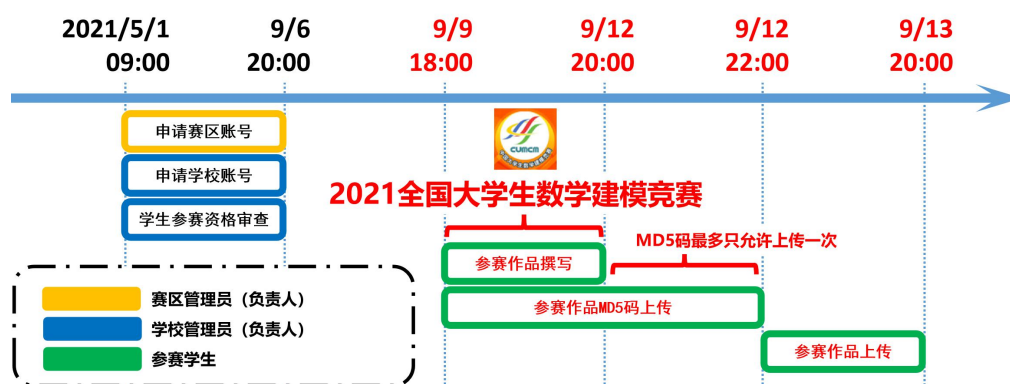 2021/5/1 9/6 9/9 9/12 9/12 9/13
09:00 20:00 18:00 20:00 22:00 20:00
申请赛区账号
CUMCM
申请学校账号
2021全国大学生数学建模竞赛
学生参赛资格审查
MD5码最多只允许上传一次
参赛作品撰写
赛区管理员（负责人）
参赛作品MD5码上传
学校管理员（负责人）
参赛学生
参赛作品上传